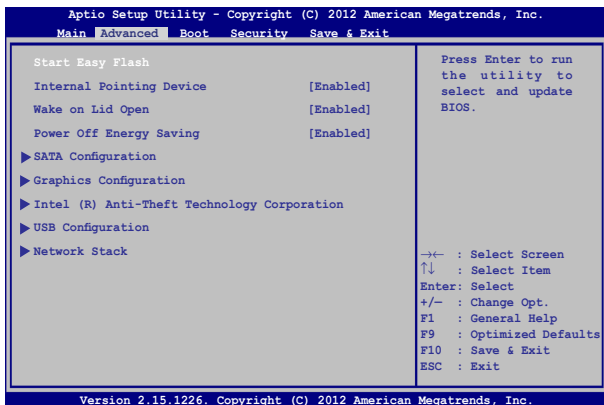 Aptio Setup Utility - Copyright (C) 2012 American Megatrends, Inc.
Main Advanced Boot Security Save & Exit
Start Easy Flash
Internal Pointing Device [Enabled]
Wake on Lid Open [Enabled]
Power Off Energy Saving [Enabled]
SATA Configuration
Graphics Configuration
Intel (R) Anti-Theft Technology Corporation
USB Configuration
Network Stack
Press Enter to run
the utility to
select and update
BIOS.
→← : Select Screen
↑↓ : Select Item
Enter: Select
+/— : Change Opt.
F1 : General Help
F9 : Optimized Defaults
F10 : Save & Exit
ESC : Exit
Version 2.15.1226. Copyright (C) 2012 American Megatrends, Inc.